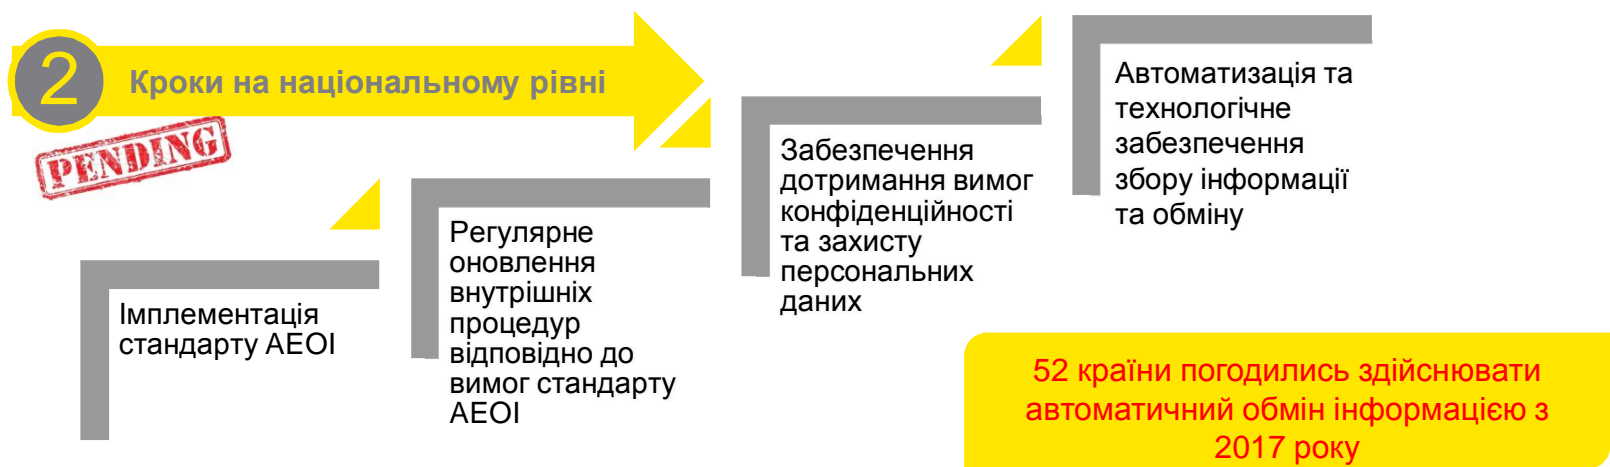 2
Кроки на національному рівні
PENDING
Імплементація
стандарту AEOI
Регулярне
оновлення
внутрішніх
процедур
відповідно до
вимог стандарту
AEOI
Забезпечення
дотримання вимог
конфіденційності
та захисту
персональних
даних
Автоматизація та
технологічне
забезпечення
збору інформації
та обміну
52 країни погодились здійснювати
автоматичний обмін інформацією з
2017 року